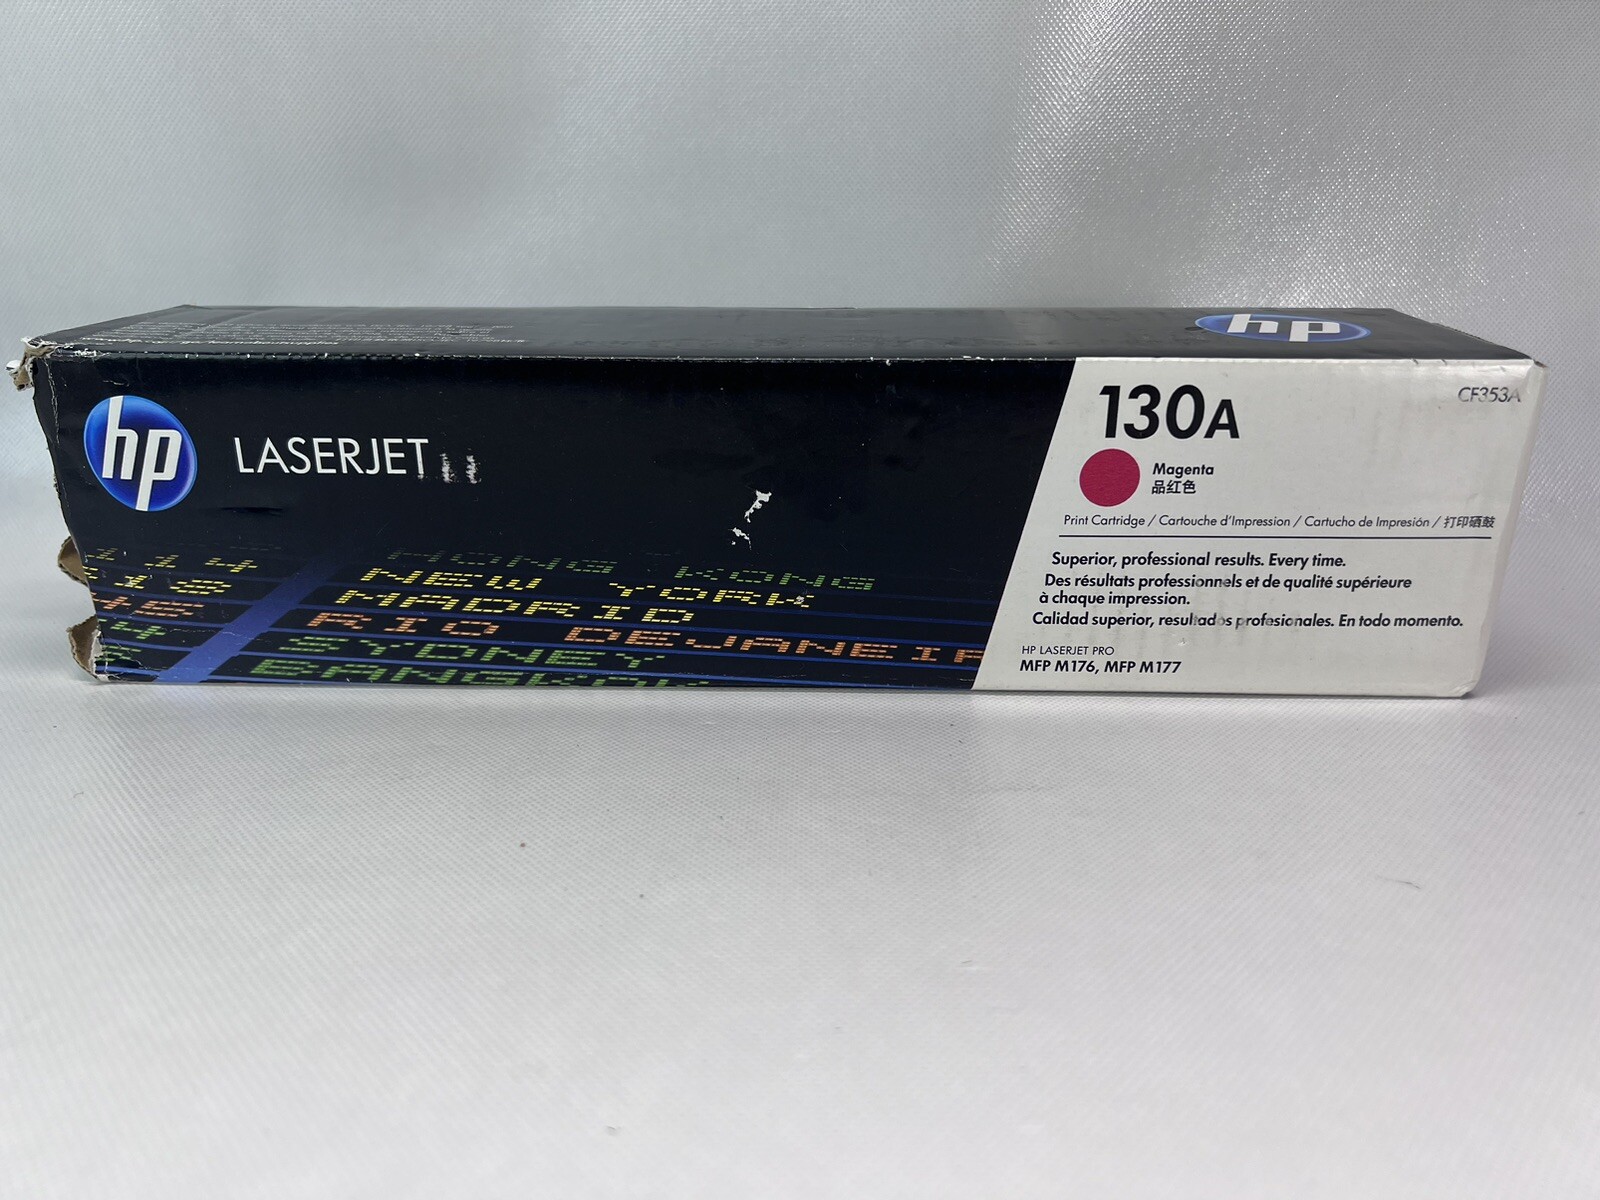 hp
hp
LASERJET
130A
CF353A
Magenta
品红色
Print Cartridge / Cartouche d'Impression / Cartucho de Impresión / 打印硒鼓
Superior, professional results. Every time.
Des résultats professionnels et de qualité supérieure
à chaque impression.
Calidad superior, resultados profesionales. En todo momento.
HP LASERJET PRO
MFP M176, MFP M177
114 HONG KONG
NEW YORK
MADRID
RIO DEJANEIR
SYDNEY
BANGKOK